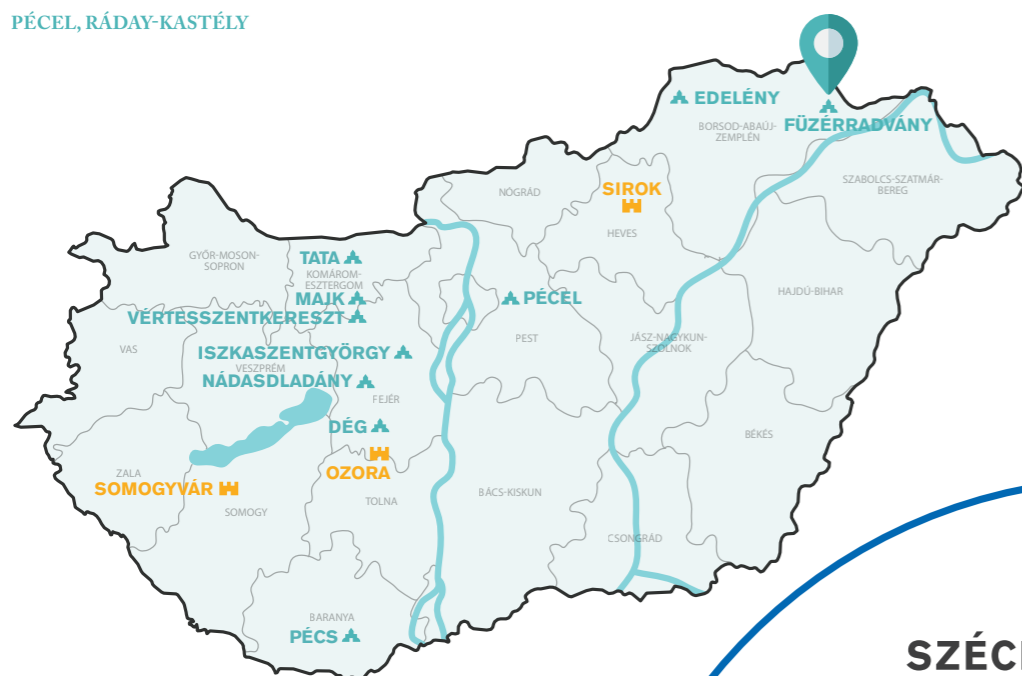 PÉCEL, RÁDAY-KASTÉLY
EDELÉNY
FÜZÉRRADVÁNY
BORSOD-ABAÚJ-
ZEMPLÉN
SZABOLCS-SZATMÁR-
BEREG
NÓGRÁD
SIROK
HEVES
GYŐR-MOSON-
SOPRON
TATA
KOMÁROM-
ESZTERGOM
MAJK
VÉRTESSZENTKERESZT
PÉCEL
HAJDÚ-BIHAR
VAS
PEST
JÁSZ-NAGYKUN-
SZOLNOK
ISZKASZENTGYÖRGY
VESZPRÉM
NÁDASDLADÁNY
FEJÉR
DÉG
BÉKÉS
OZORA
ZALA
SOMOGYVÁR
SOMOGY
TOLNA
BÁCS-KISKUN
CSONGRÁD
BARANYA
PÉCS